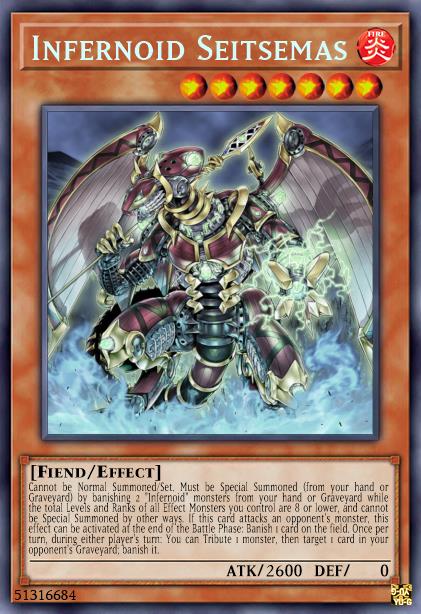 INFERNOID SEITSEMAS
FIRE
炎
[FIEND/EFFECT]
Cannot be Normal Summoned/Set. Must be Special Summoned (from your hand or
Graveyard) by banishing 2 "Infernoid" monsters from your hand or Graveyard while
the total Levels and Ranks of all Effect Monsters you control are 8 or lower, and cannot
be Special Summoned by other ways. If this card attacks an opponent's monster, this
effect can be activated at the end of the Battle Phase: Banish 1 card on the field. Once per
turn, during either player's turn: You can Tribute 1 monster, then target 1 card in your
opponent's Graveyard; banish it.
ATK/2600 DEF/ 0
51316684